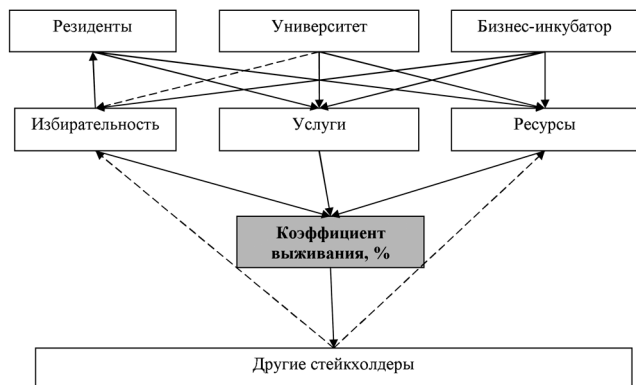 Резиденты
Университет
Бизнес-инкубатор
Избирательность
Услуги
Ресурсы
Коэффициент
выживания, %
Другие стейкхолдеры